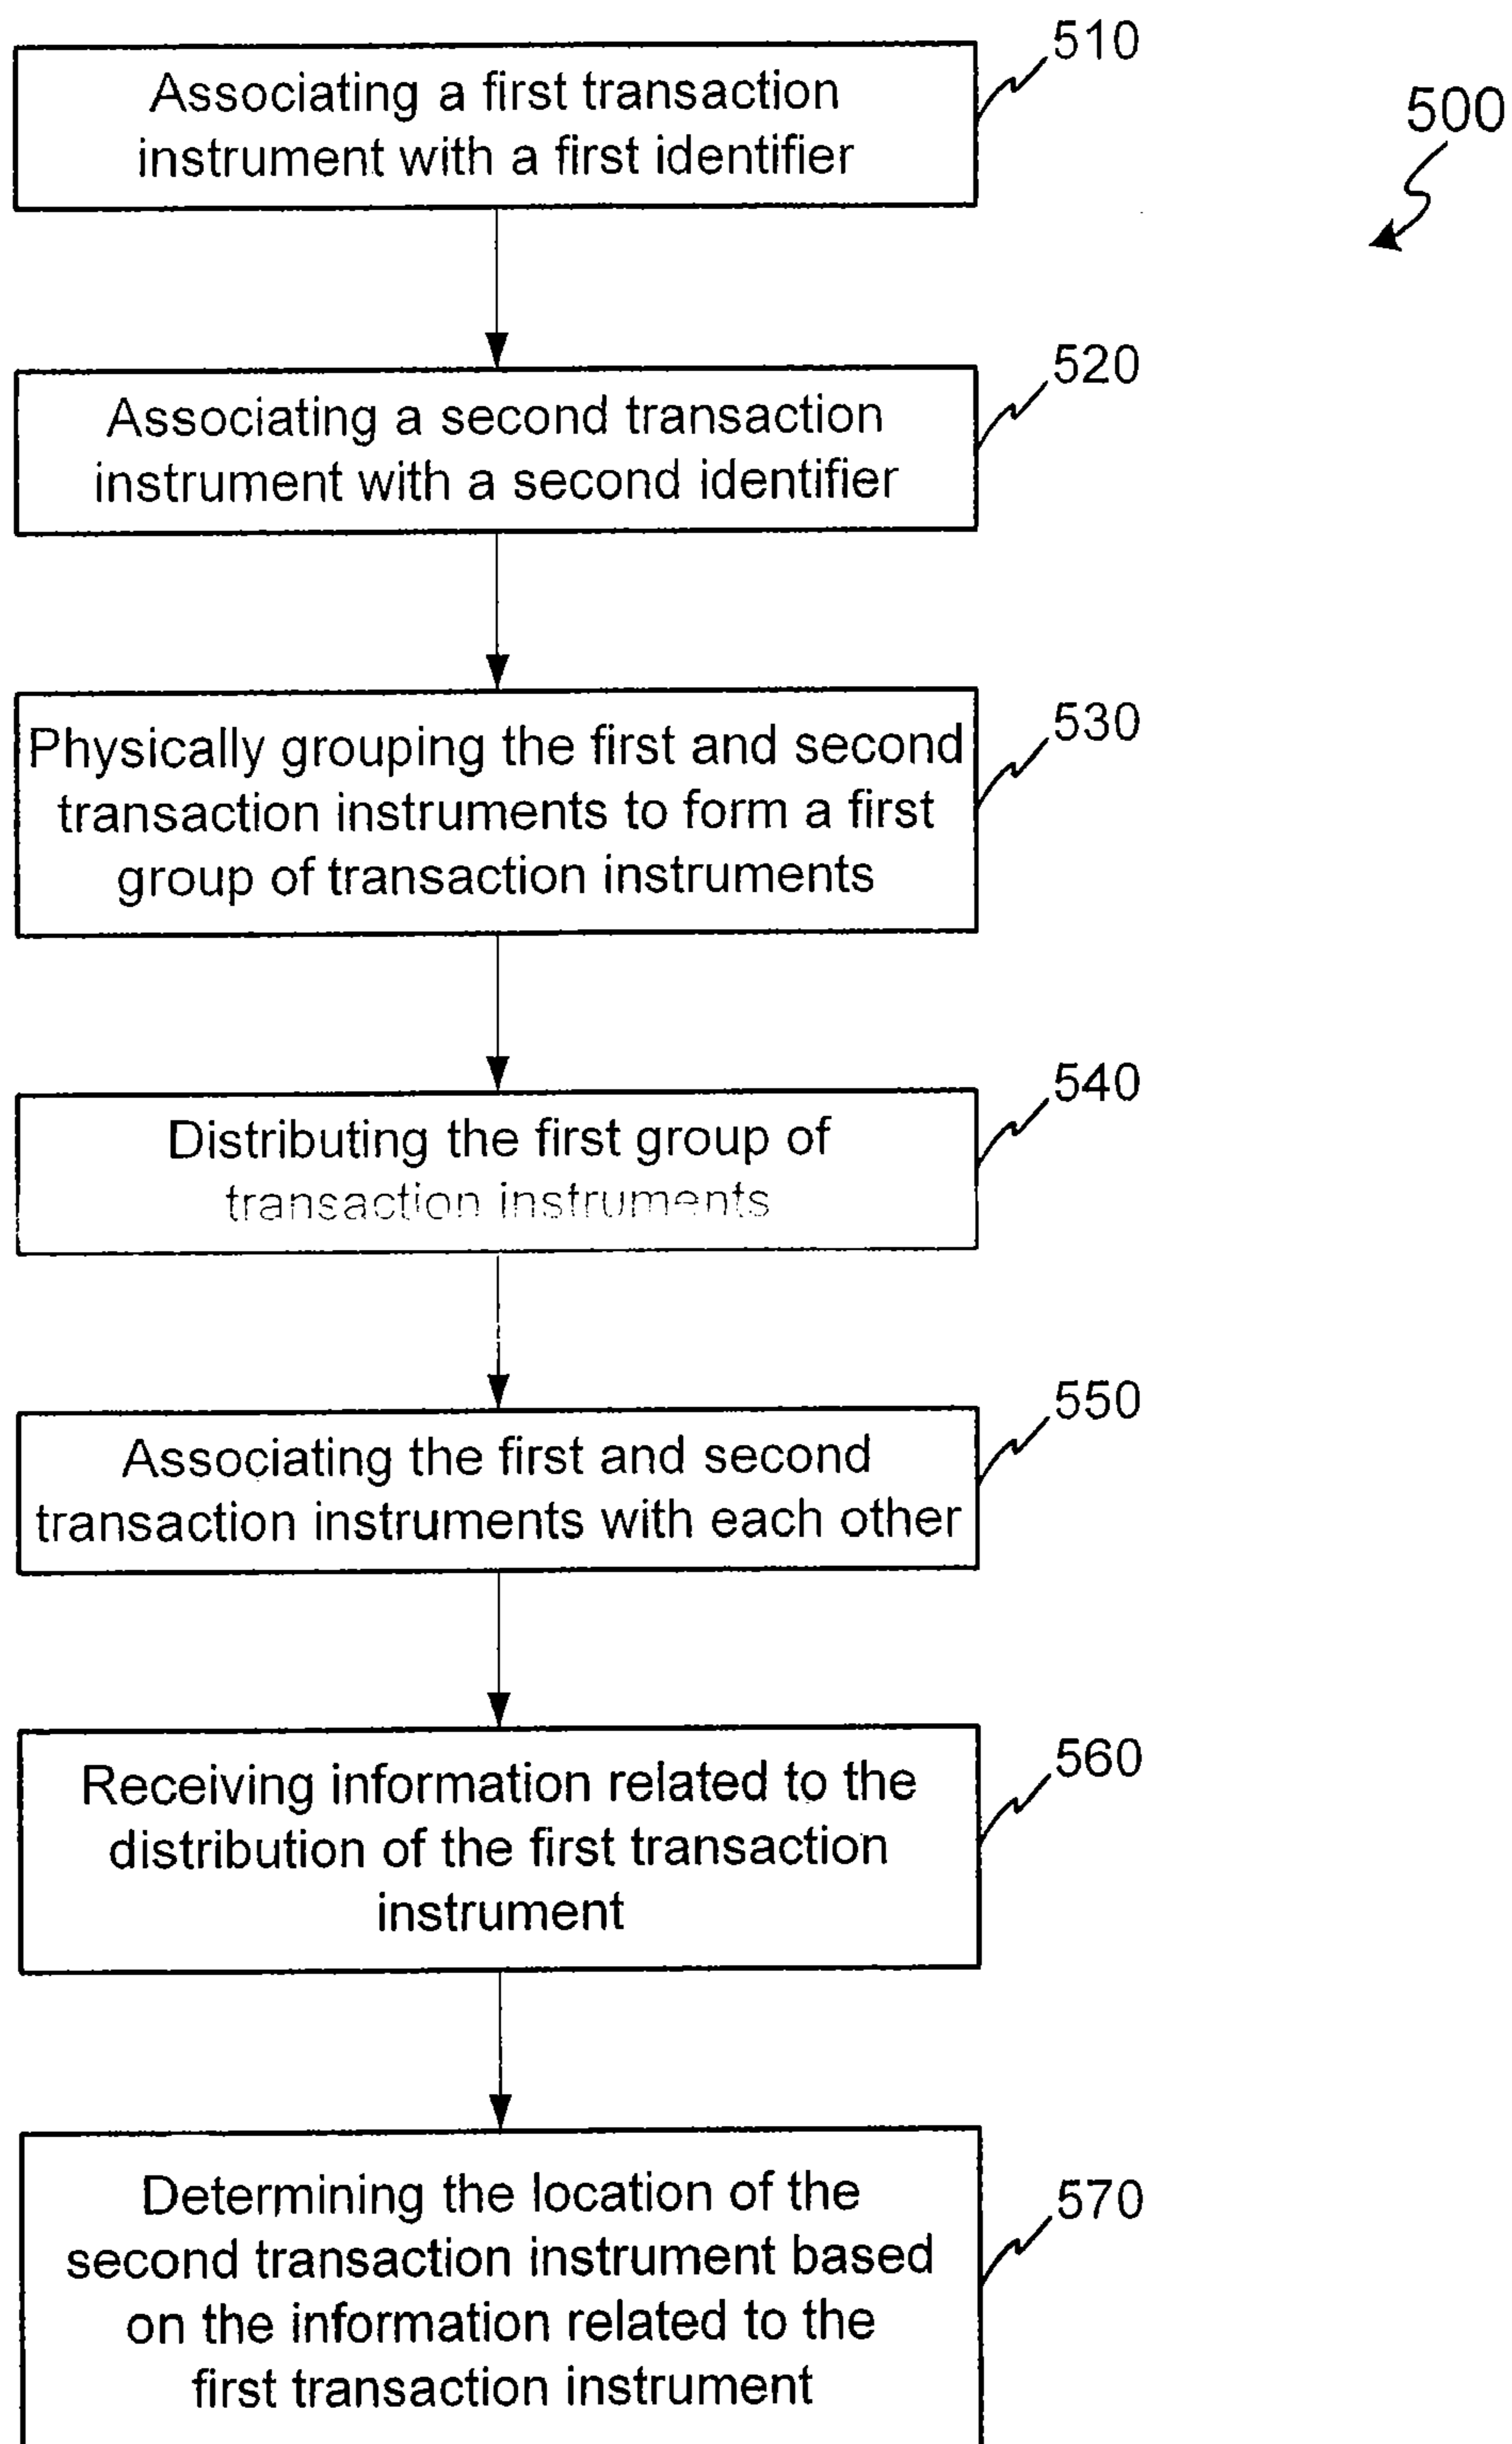 510
Associating a first transaction
instrument with a first identifier
500
520
Associating a second transaction
instrument with a second identifier
530
Physically grouping the first and second
transaction instruments to form a first
group of transaction instruments
540
Distributing the first group of
transaction instruments
550
Associating the first and second
transaction instruments with each other
560
Receiving information related to the
distribution of the first transaction
instrument
570
Determining the location of the
second transaction instrument based
on the information related to the
first transaction instrument